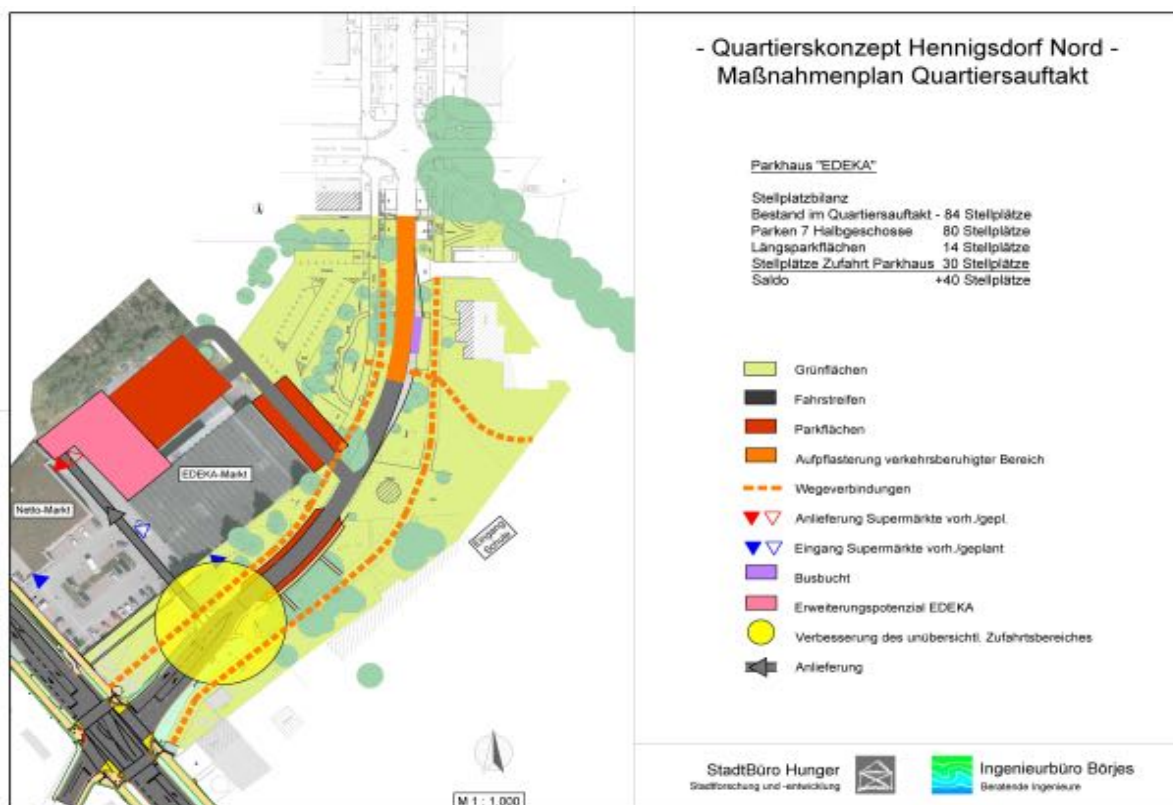 - Quartierskonzept Hennigsdorf Nord -
Maßnahmenplan Quartiersauftakt
Parkhaus "EDEKA"
Stellplatzbilanz
Bestand im Quartiersauftakt - 84 Stellplätze
Parken 7 Halbgeschosse 80 Stellplätze
Längsparkflächen 14 Stellplätze
Stellplätze Zufahrt Parkhaus 30 Stellplätze
Saldo +40 Stellplätze
Grünflächen
Fahrstreifen
Parkflächen
Aufpflasterung verkehrsberuhigter Bereich
Wegeverbindungen
Anlieferung Supermärkte vorh./gepl.
Eingang Supermärkte vorh./geplant
Busbucht
Erweiterungspotenzial EDEKA
Verbesserung des unübersichtl. Zufahrtsbereiches
Anlieferung
EDEKA-Markt
Netto-Markt
Eingang
Schule
M 1 : 1.000
StadtBüro Hunger
Stadtforschung und -entwicklung
Ingenieurbüro Börjes
Beratende Ingenieure